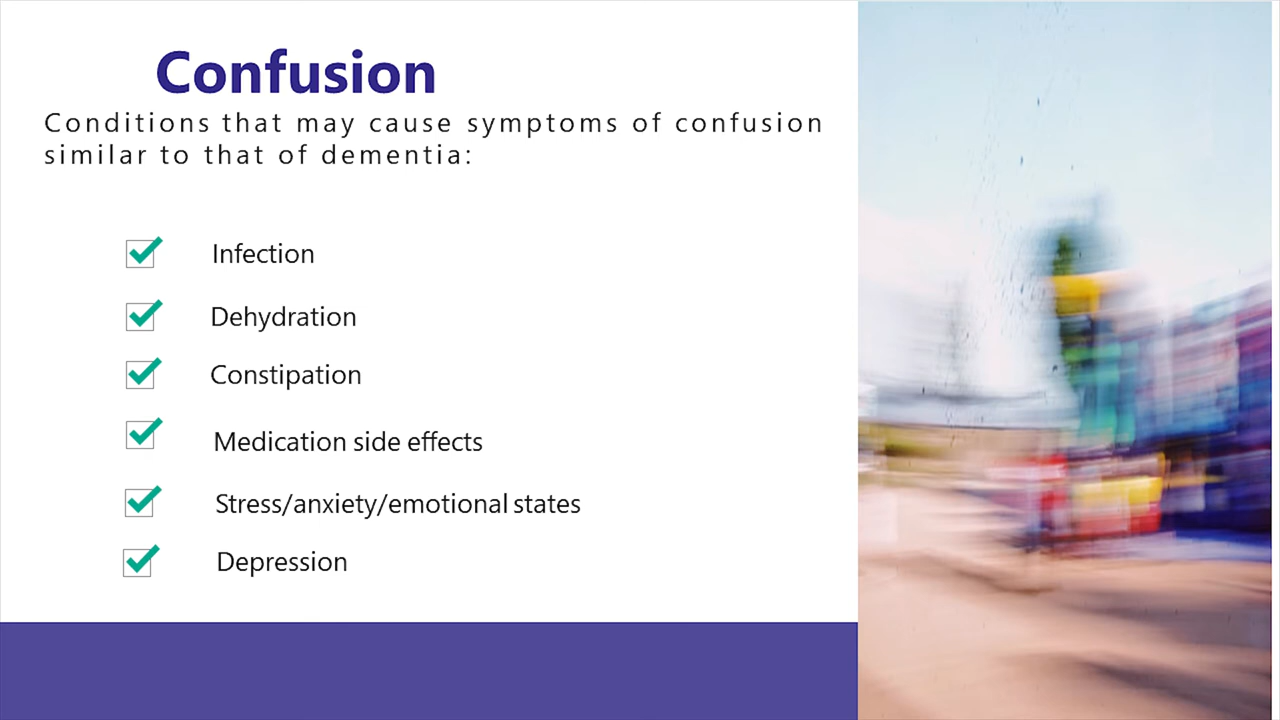 Confusion
Conditions that may cause symptoms of confusion
similar to that of dementia:
Infection
Dehydration
Constipation
Medication side effects
Stress/anxiety/emotional states
Depression